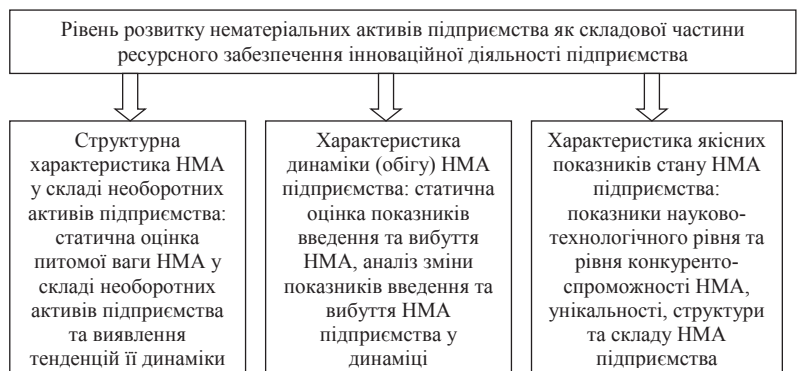 Рівень розвитку нематеріальних активів підприємства як складової частини
ресурсного забезпечення інноваційної діяльності підприємства
Структурна
характеристика НМА
у складі необоротних
активів підприємства:
статична оцінка
питомої ваги НМА у
складі необоротних
активів підприємства
та виявлення
тенденцій її динаміки
Характеристика
динаміки (обігу) НМА
підприємства: статична
оцінка показників
введення та вибуття
НМА, аналіз зміни
показників введення та
вибуття НМА
підприємства у
динаміці
Характеристика якісних
показників стану НМА
підприємства:
показники науково-
технологічного рівня та
рівня конкуренто-
спроможності НМА,
унікальності, структури
та складу НМА
підприємства